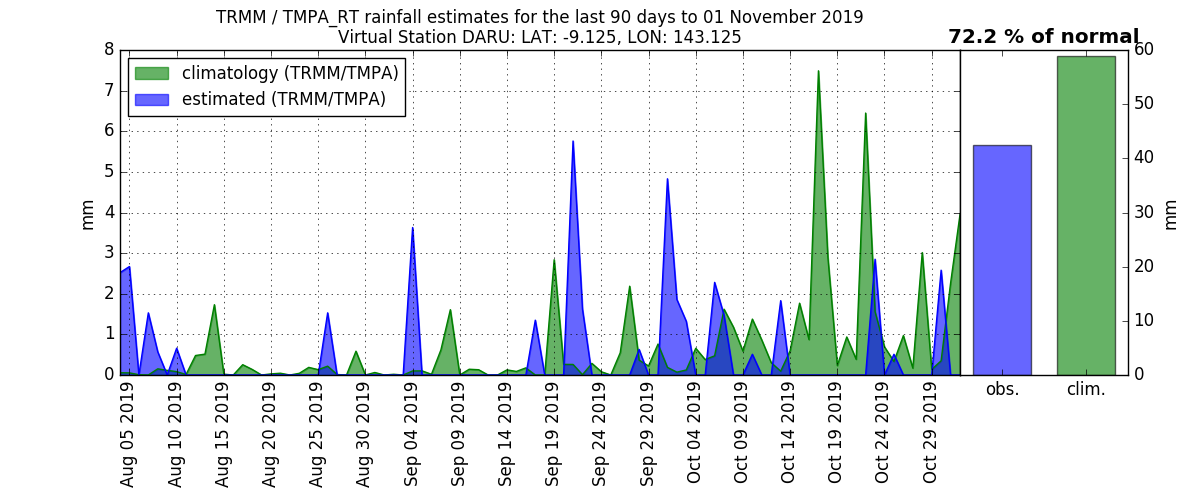 TRMM / TMPA_RT rainfall estimates for the last 90 days to 01 November 2019
Virtual Station DARU: LAT: -9.125, LON: 143.125
72.2 % of normal
climatology (TRMM/TMPA)
estimated (TRMM/TMPA)
mm
8
7
6
5
4
3
2
1
0
Aug 05 2019
Aug 10 2019
Aug 15 2019
Aug 20 2019
Aug 25 2019
Aug 30 2019
Sep 04 2019
Sep 09 2019
Sep 14 2019
Sep 19 2019
Sep 24 2019
Sep 29 2019
Oct 04 2019
Oct 09 2019
Oct 14 2019
Oct 19 2019
Oct 24 2019
Oct 29 2019
obs.
clim.
60
50
40
30
20
10
0
mm